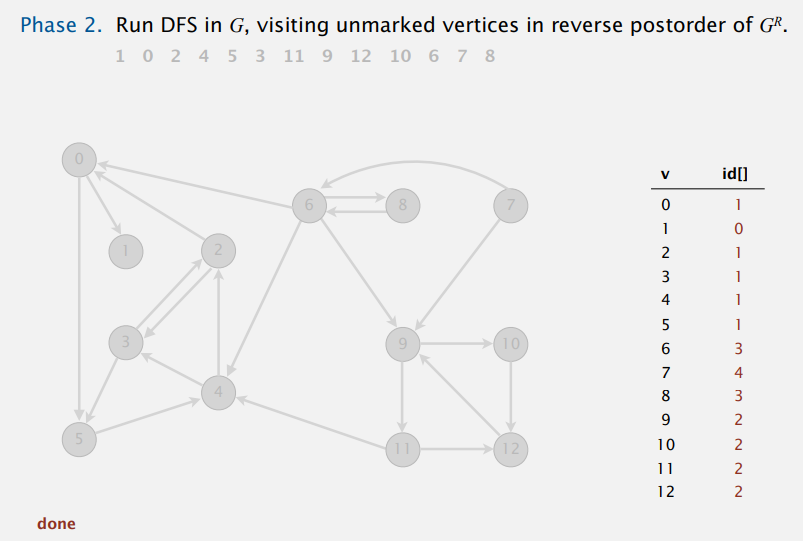 Phase 2. Run DFS in G, visiting unmarked vertices in reverse postorder of G^R.
1 0 2 4 5 3 11 9 12 10 6 7 8
0
6 8 7
1 2
3 9 10
4
5 11 12
v id[]
0 1
1 0
2 1
3 1
4 1
5 1
6 3
7 4
8 3
9 2
10 2
11 2
12 2
done